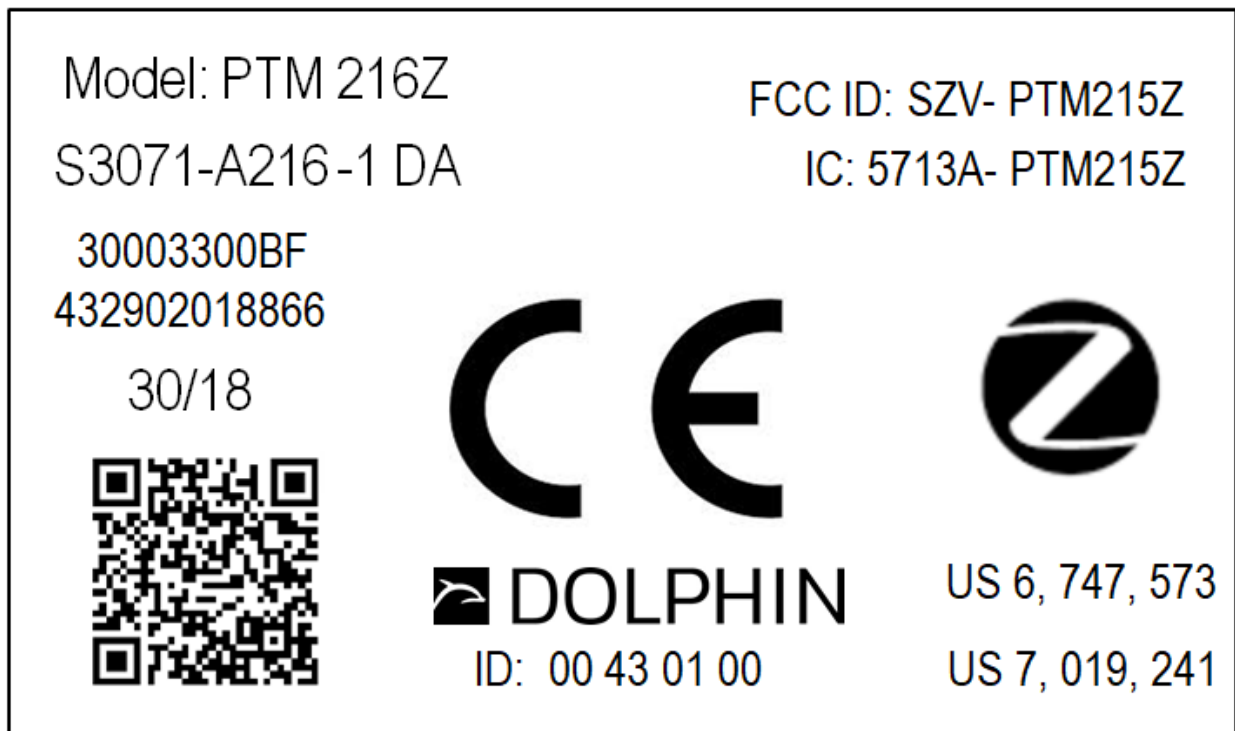 Model: PTM 216Z
S3071-A216-1 DA
30003300BF
432902018866
30/18
FCC ID: SZV- PTM215Z
IC: 5713A- PTM215Z
CE
Z
DOLPHIN
ID: 00 43 01 00
US 6, 747, 573
US 7, 019, 241